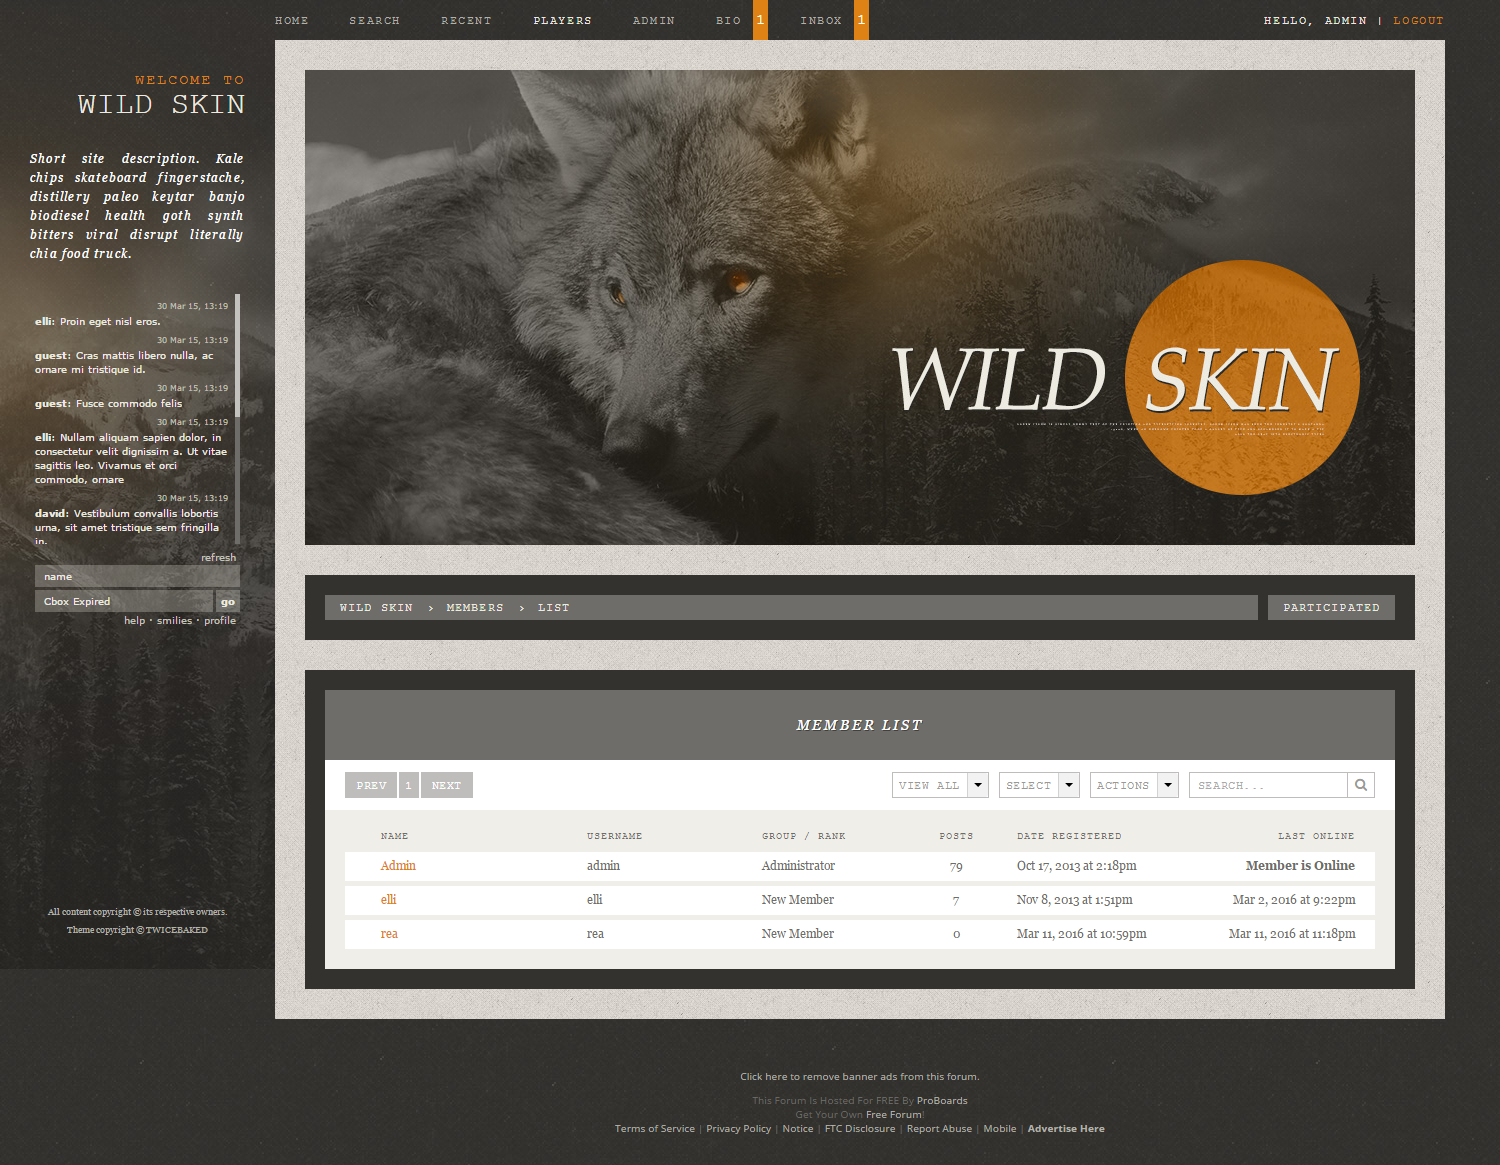 HOME SEARCH RECENT PLAYERS ADMIN BIO 1 INBOX 1 HELLO, ADMIN | LOGOUT
WELCOME TO
WILD SKIN
Short site description. Kale
chips skateboard fingerstache,
distillery paleo keytar banjo
biodiesel health goth synth
bitters viral disrupt literally
chia food truck.
30 Mar 15, 13:19
elli: Proin eget nisl eros.
30 Mar 15, 13:19
guest: Cras mattis libero nulla, ac
ornare mi tristique id.
30 Mar 15, 13:19
guest: Fusce commodo felis
30 Mar 15, 13:19
elli: Nullam aliquam sapien dolor, in
consectetur velit dignissim a. Ut vitae
sagittis leo. Vivamus et orci
commodo, ornare
30 Mar 15, 13:19
david: Vestibulum convallis lobortis
urna, sit amet tristique sem fringilla
in.
refresh
name
Cbox Expired go
help · smilies · profile
All content copyright © its respective owners.
Theme copyright © TWICEBAKED
WILD SKIN
WILD SKIN › MEMBERS › LIST PARTICIPATED
MEMBER LIST
PREV 1 NEXT VIEW ALL SELECT ACTIONS SEARCH...
NAME USERNAME GROUP / RANK POSTS DATE REGISTERED LAST ONLINE
Admin admin Administrator 79 Oct 17, 2013 at 2:18pm Member is Online
elli elli New Member 7 Nov 8, 2013 at 1:51pm Mar 2, 2016 at 9:22pm
rea rea New Member 0 Mar 11, 2016 at 10:59pm Mar 11, 2016 at 11:18pm
Click here to remove banner ads from this forum.
This Forum Is Hosted For FREE By ProBoards
Get Your Own Free Forum!
Terms of Service | Privacy Policy | Notice | FTC Disclosure | Report Abuse | Mobile | Advertise Here